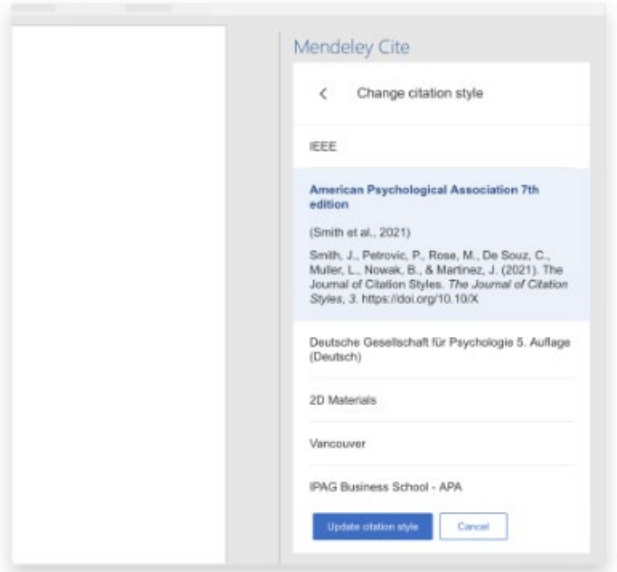 Mendeley Cite
Change citation style
IEEE
American Psychological Association 7th
edition
(Smith et al., 2021)
Smith, J., Petrovic, P., Rose, M., De Souz, C.,
Muller, L., Nowak, B., & Martinez, J. (2021). The
Journal of Citation Styles. The Journal of Citation
Styles, 3. https://doi.org/10.10/X
Deutsche Gesellschaft für Psychologie 5. Auflage
(Deutsch)
2D Materials
Vancouver
IPAG Business School - APA
Update citation style
Cancel